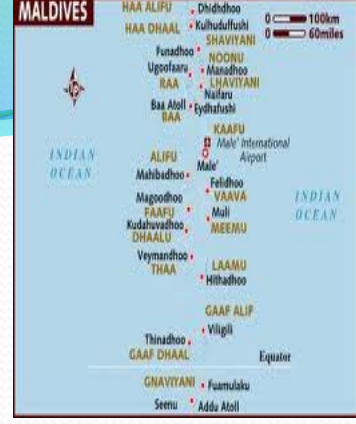 MALDIVES
HAA ALIFU
Dhidhdhoo
0 100km
HAA DHAAL
Kulhuduffushi
0 60miles
SHAVIYANI
Funadhoo
NOONU
Ugoofaaru
Manadhoo
RAA
LHAVIYANI
Naifaru
Baa Atoll
Eydhafushi
BAA
KAAFU
Male' International
Airport
INDIAN
OCEAN
ALIFU
Male'
Mahibadhoo
Felidhoo
VAAVA
INDIAN
OCEAN
Magoodhoo
FAAFU
Muli
Kudahuvadhoo
MEEMU
DHAALU
Veymandhoo
THAA
LAAMU
Hithadhoo
GAAF ALIF
Viligili
Thinadhoo
GAAF DHAAL
Equator
GNAVIYANI
Fuamulaku
Seenu
Addu Atoll